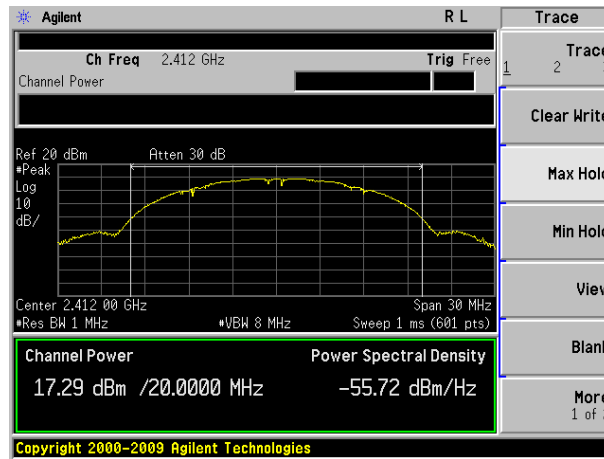 Agilent R L Trace
Ch Freq 2.412 GHz Trig Free
Channel Power
Trace
1 2
Clear Write
Ref 20 dBm Atten 30 dB
#Peak
Log
10
dB/
Max Hold
Min Hold
View
Center 2.412 00 GHz Span 30 MHz
#Res BW 1 MHz #VBW 8 MHz Sweep 1 ms (601 pts)
Blank
Channel Power Power Spectral Density
17.29 dBm /20.0000 MHz -55.72 dBm/Hz
More
1 of
Copyright 2000-2009 Agilent Technologies